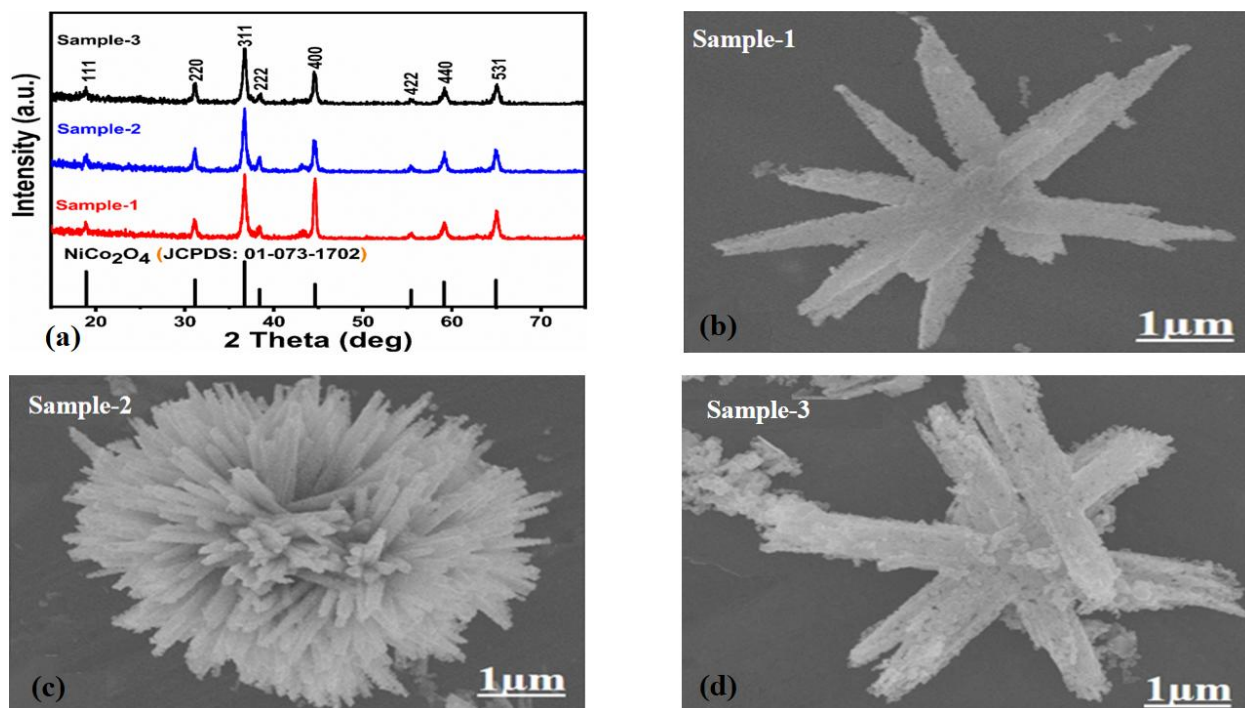 Sample-3
111
220
311
222
400
422
440
531
Sample-2
Sample-1
NiCo₂O₄ (JCPDS: 01-073-1702)
Intensity (a.u.)
20 30 40 50 60 70
2 Theta (deg)
(a)
Sample-1
1μm
(b)
Sample-2
1μm
(c)
Sample-3
1μm
(d)